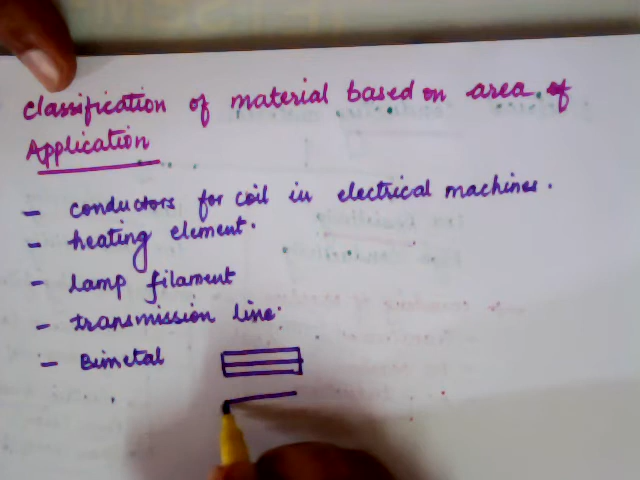 classification of material based on area of
Application
- conductors for coil in electrical machines.
- heating element.
- lamp filament
- transmission line.
- Bimetal